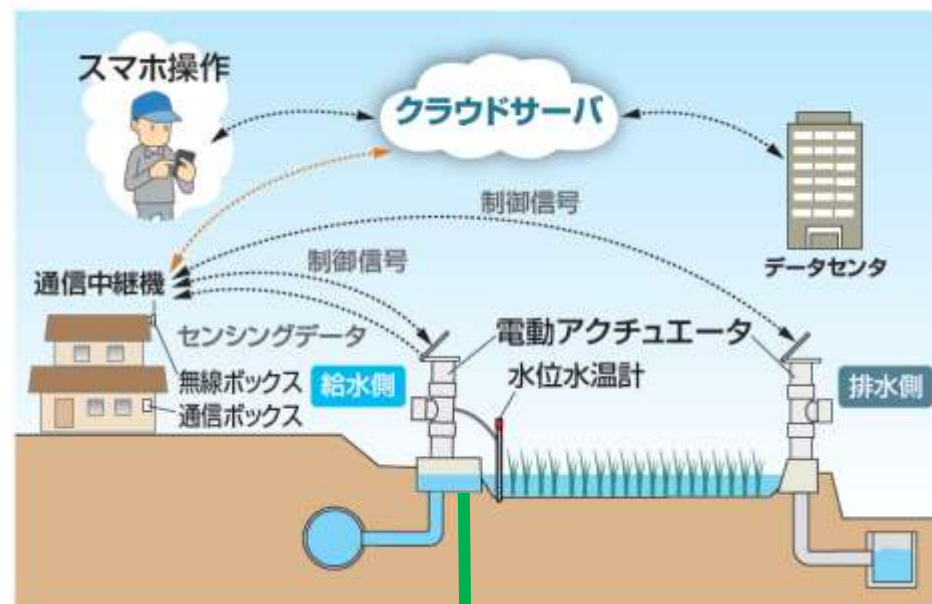 スマホ操作
クラウドサーバ
制御信号
データセンタ
制御信号
通信中継機
センシングデータ
電動アクチュエータ
無線ボックス
給水側
水位水温計
排水側
通信ボックス